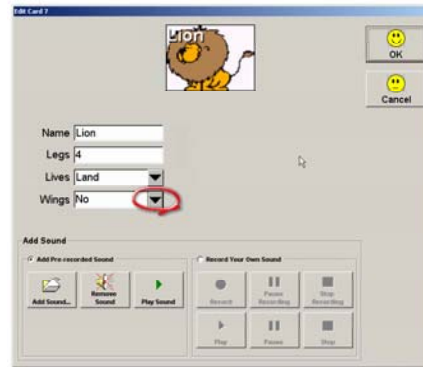 Edit Card 7
Lion
OK
Cancel
Name Lion
Legs 4
Lives Land
Wings No
Add Sound
Add Pre-recorded Sound
Record Your Own Sound
Add Sound...
Remove Sound
Play Sound
Record
Pause Recording
Stop Recording
Play
Pause
Stop